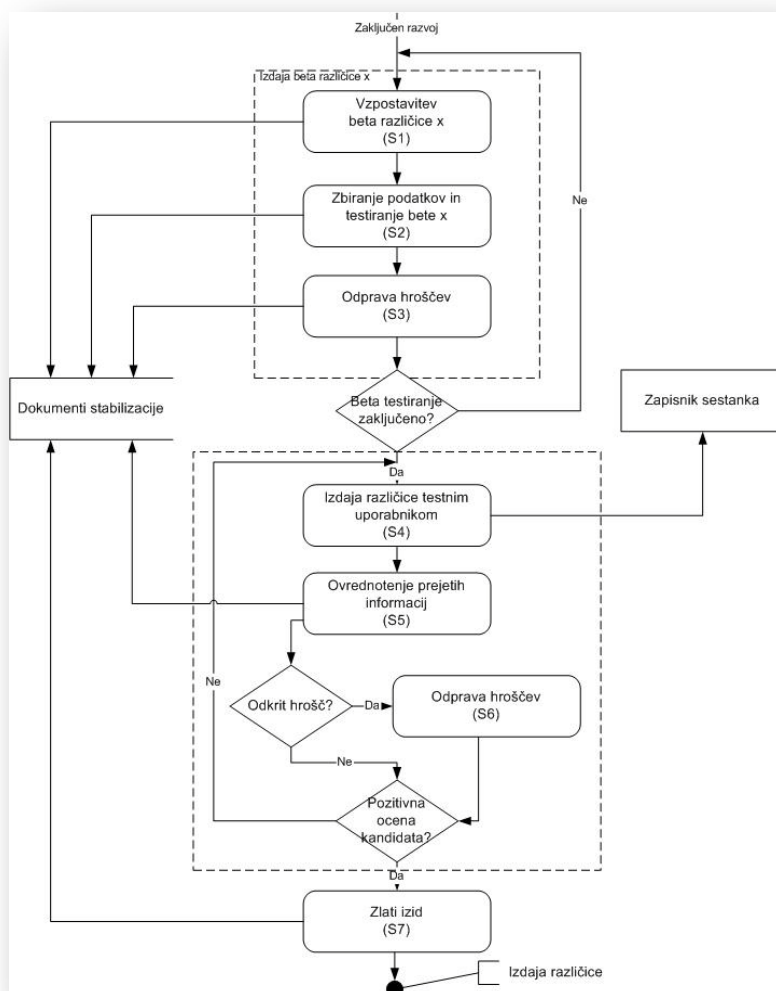 Zaključen razvoj
Izdaja beta različice x
Vzpostavitev
beta različice x
(S1)
Zbiranje podatkov in
testiranje bete x
(S2)
Ne
Odprava hroščev
(S3)
Dokumenti stabilizacije
Beta testiranje
zaključeno?
Zapisnik sestanka
Da
Izdaja različice testnim
uporabnikom
(S4)
Ovrednotenje prejetih
informacij
(S5)
Ne
Odkrit hrošč?
Da
Odprava hroščev
(S6)
Ne
Pozitivna
ocena
kandidata?
Da
Zlati izid
(S7)
Izdaja različice